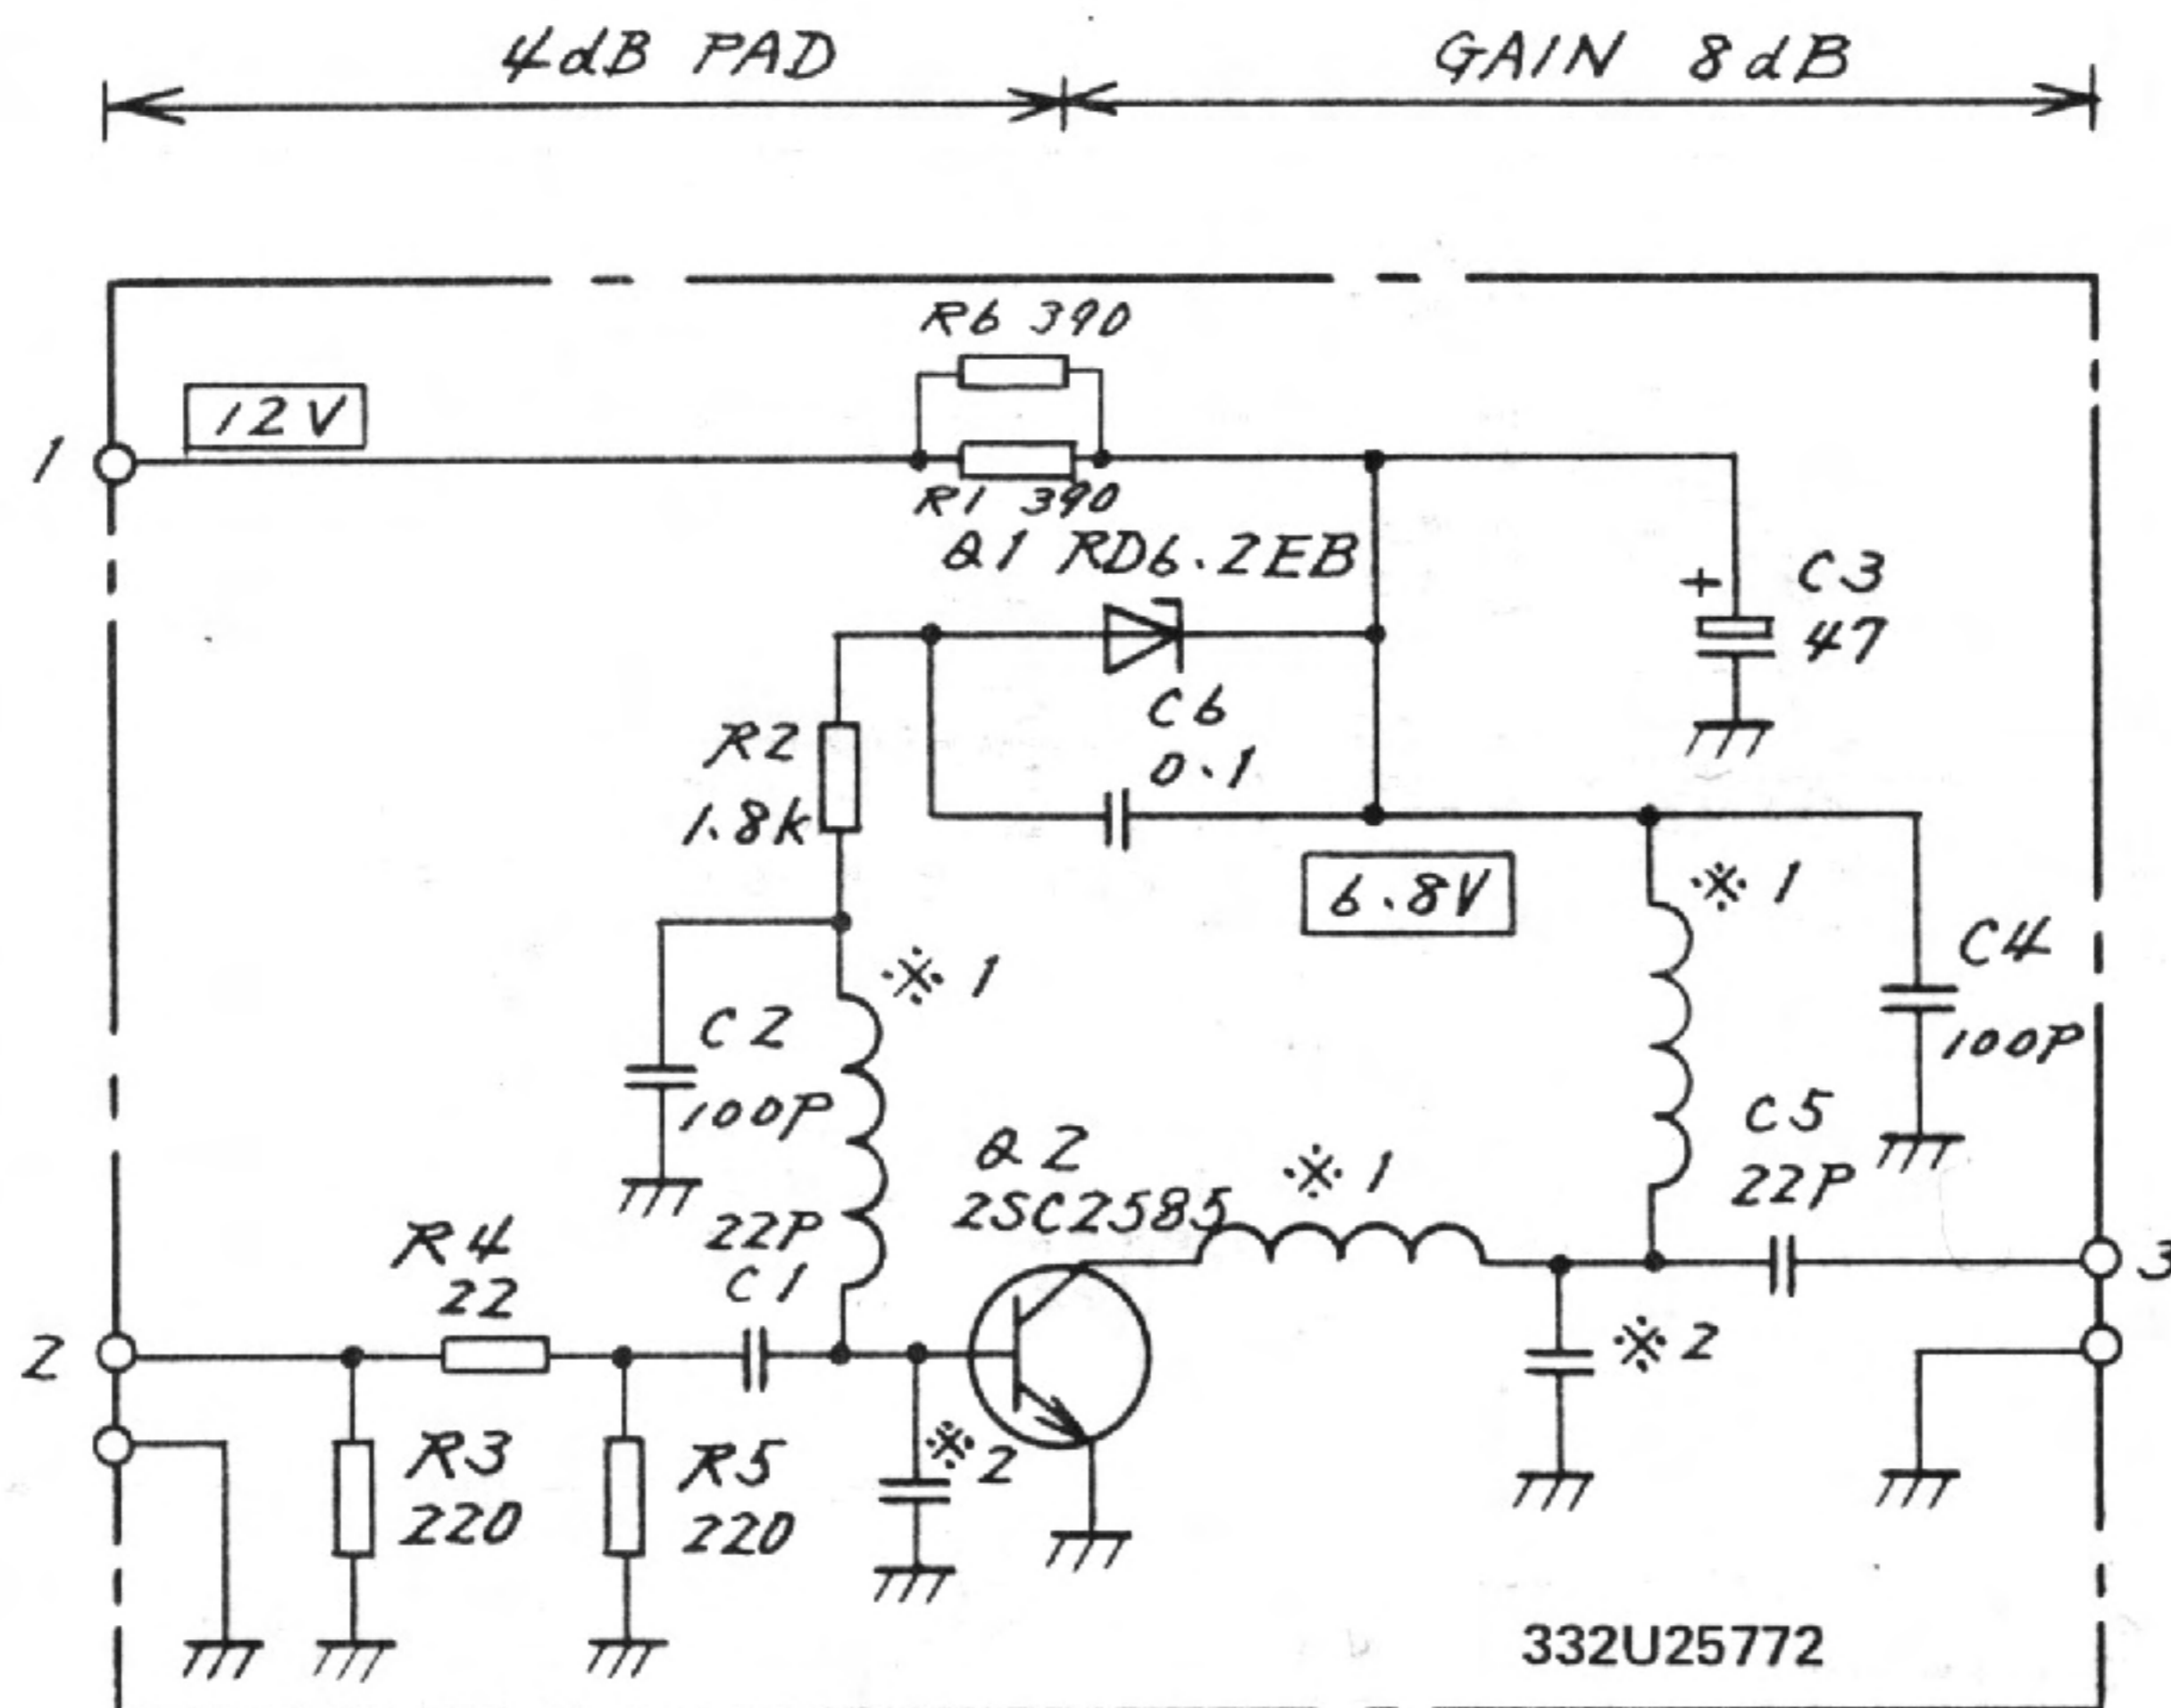 4dB PAD
GAIN 8dB
R6 390
12V
1
R1 390
Q1 RD6.2EB
C3
+
47
C6
0.1
R2
1.8k
6.8V
※1
C4
100P
※1
C2
100P
C5
22P
Q2
2SC2585
※1
22P
C1
R4
22
3
2
※2
R3
220
R5
220
※2
332U25772